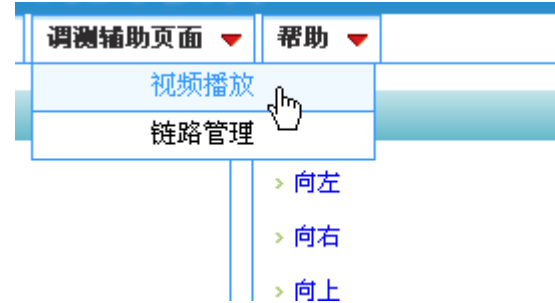 调测辅助页面 帮助
视频播放
链路管理
向左
向右
向上